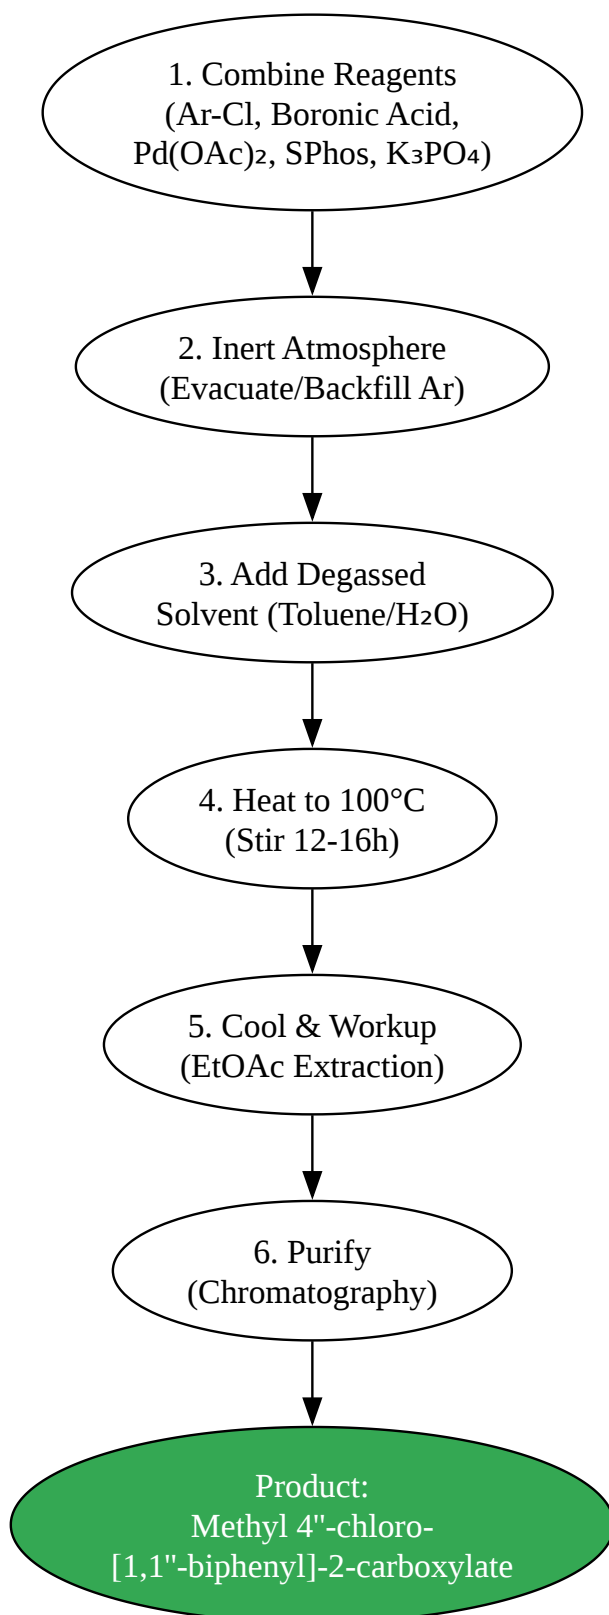 1. Combine Reagents
(Ar-Cl, Boronic Acid,
Pd(OAc)₂, SPhos, K₃PO₄)
2. Inert Atmosphere
(Evacuate/Backfill Ar)
3. Add Degassed
Solvent (Toluene/H₂O)
4. Heat to 100°C
(Stir 12-16h)
5. Cool & Workup
(EtOAc Extraction)
6. Purify
(Chromatography)
Product:
Methyl 4''-chloro-
[1,1''-biphenyl]-2-carboxylate